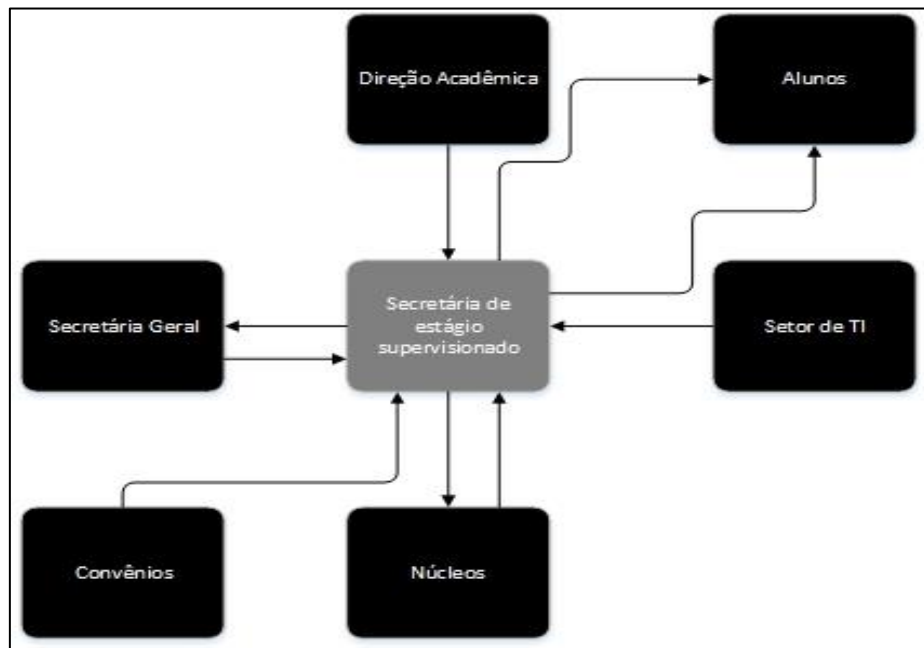 Direção Acadêmica
Alunos
Secretária Geral
Secretária de
estágio
supervisionado
Setor de TI
Convênios
Núcleos